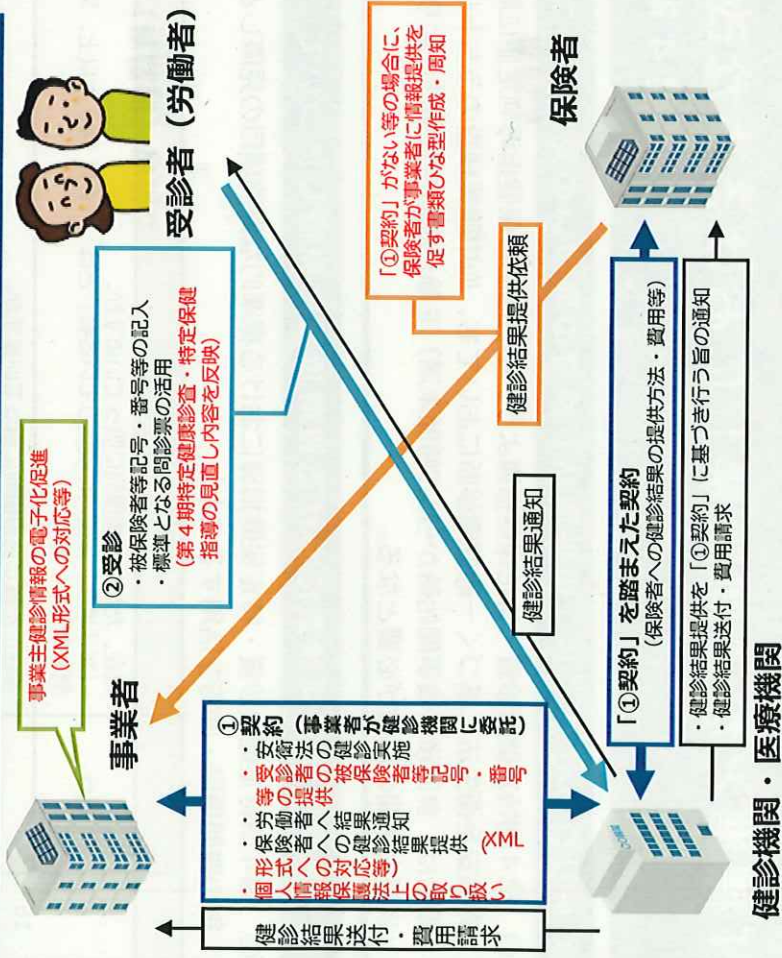 事業主健診情報の電子化促進
(XML形式への対応等)
事業者
受診者（労働者）
②受診
・被保険者等記号・番号等の記入
・標準となる問診票の活用
(第４期特定健康診査・特定保健
指導の見直し内容を反映)
①契約（事業者が健診機関に委託）
・安衛法の健診実施
・受診者の被保険者等記号・番号
等の提供
・労働者へ結果通知
・保険者への健診結果提供（XML
形式への対応等）
・個人情報保護法上の取り扱い
健診結果送付・費用請求
健診結果通知
健診結果提供依頼
「①契約」がない等の場合に、
保険者が事業者に情報提供を
促す書類ひな型作成・周知
保険者
「①契約」を踏まえた契約
(保険者への健診結果の提供方法・費用等)
・健診結果提供を「①契約」に基づき行う旨の通知
・健診結果送付・費用請求
健診機関・医療機関